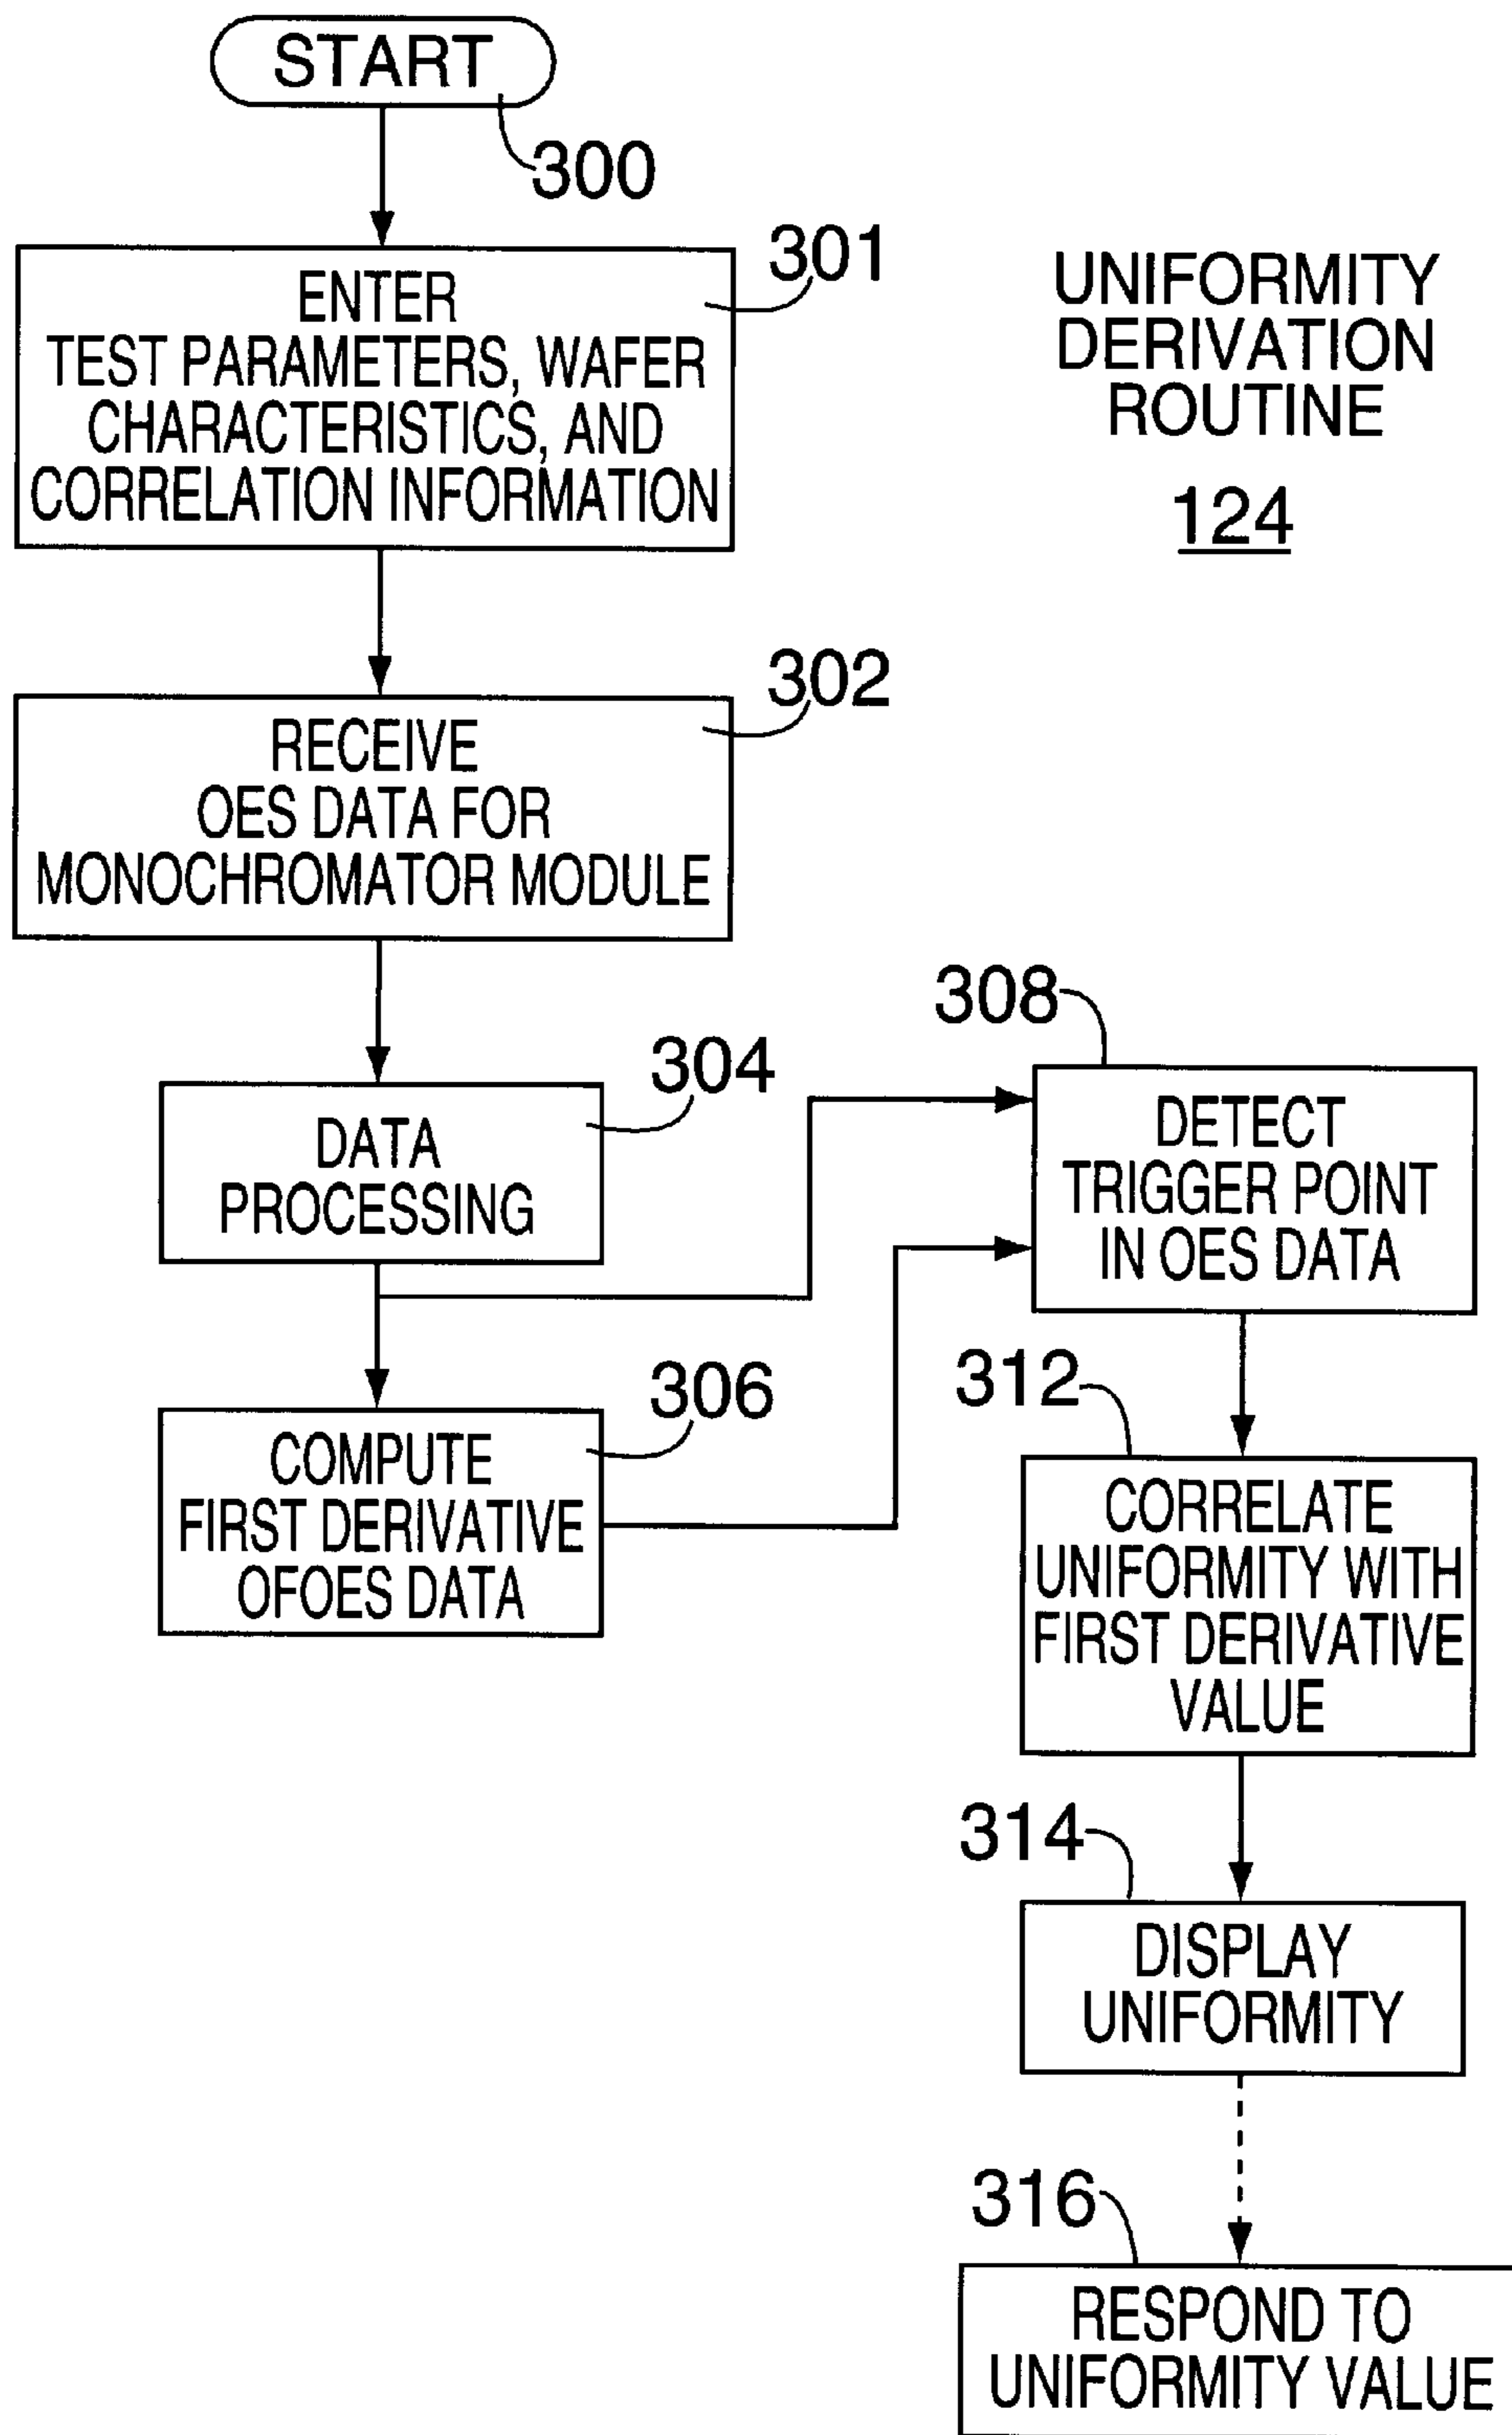 START
300
301
ENTER
TEST PARAMETERS, WAFER
CHARACTERISTICS, AND
CORRELATION INFORMATION
UNIFORMITY
DERIVATION
ROUTINE
124
302
RECEIVE
OES DATA FOR
MONOCHROMATOR MODULE
304
DATA
PROCESSING
306
COMPUTE
FIRST DERIVATIVE
OFOES DATA
308
DETECT
TRIGGER POINT
IN OES DATA
312
CORRELATE
UNIFORMITY WITH
FIRST DERIVATIVE
VALUE
314
DISPLAY
UNIFORMITY
316
RESPOND TO
UNIFORMITY VALUE